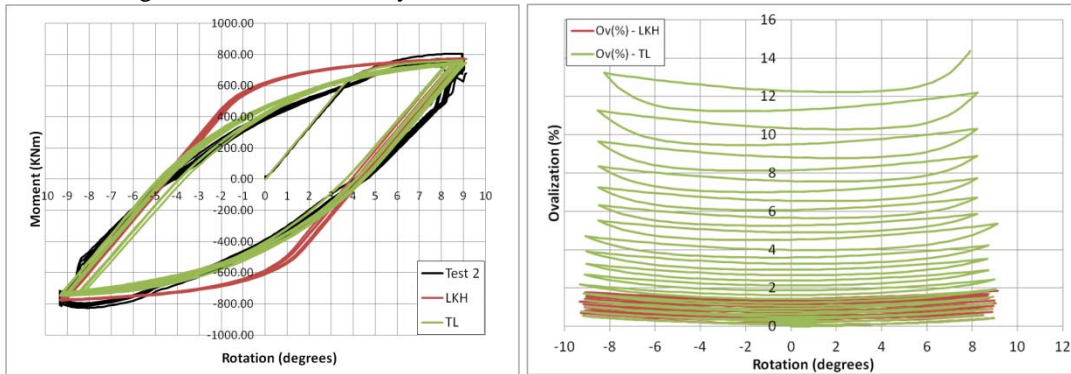 1000.00
800.00
600.00
400.00
200.00
0.00
10 -9 -8 -7 -6 -5 -4 -3 -2 -1 0 1 2 3 4 5 6 7 8 9 10
-200.00
-400.00
-600.00
-800.00
-1000.00
Moment (KNm)
Rotation (degrees)
Test 2
LKH
TL
16
14
12
10
8
6
4
2
0
-10 -8 -6 -4 -2 0 2 4 6 8 10 12
Ovalization (%)
Rotation (degrees)
Ov(%) - LKH
Ov(%) - TL